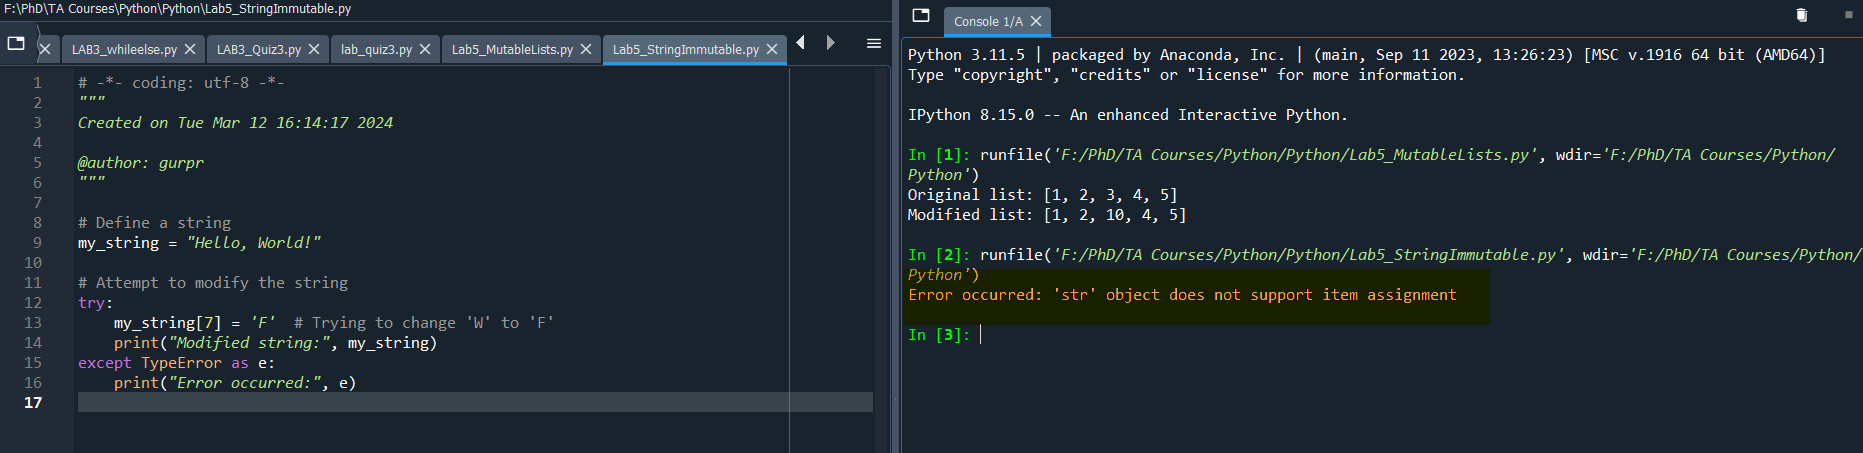 F:\PhD\TA Courses\Python\Python\Lab5_StringImmutable.py
LAB3_whileelse.py
LAB3_Quiz3.py
lab_quiz3.py
Lab5_MutableLists.py
Lab5_StringImmutable.py
1 # -*- coding: utf-8 -*-
2 """
3 Created on Tue Mar 12 16:14:17 2024
4
5 @author: gurpr
6 """
7
8 # Define a string
9 my_string = "Hello, World!"
10
11 # Attempt to modify the string
12 try:
13     my_string[7] = 'F'  # Trying to change 'W' to 'F'
14     print("Modified string:", my_string)
15 except TypeError as e:
16     print("Error occurred:", e)
17
Console 1/A
Python 3.11.5 | packaged by Anaconda, Inc. | (main, Sep 11 2023, 13:26:23) [MSC v.1916 64 bit (AMD64)]
Type "copyright", "credits" or "license" for more information.
IPython 8.15.0 -- An enhanced Interactive Python.
In [1]: runfile('F:/PhD/TA Courses/Python/Python/Lab5_MutableLists.py', wdir='F:/PhD/TA Courses/Python/
Python')
Original list: [1, 2, 3, 4, 5]
Modified list: [1, 2, 10, 4, 5]
In [2]: runfile('F:/PhD/TA Courses/Python/Python/Lab5_StringImmutable.py', wdir='F:/PhD/TA Courses/Python/
Python')
Error occurred: 'str' object does not support item assignment
In [3]: